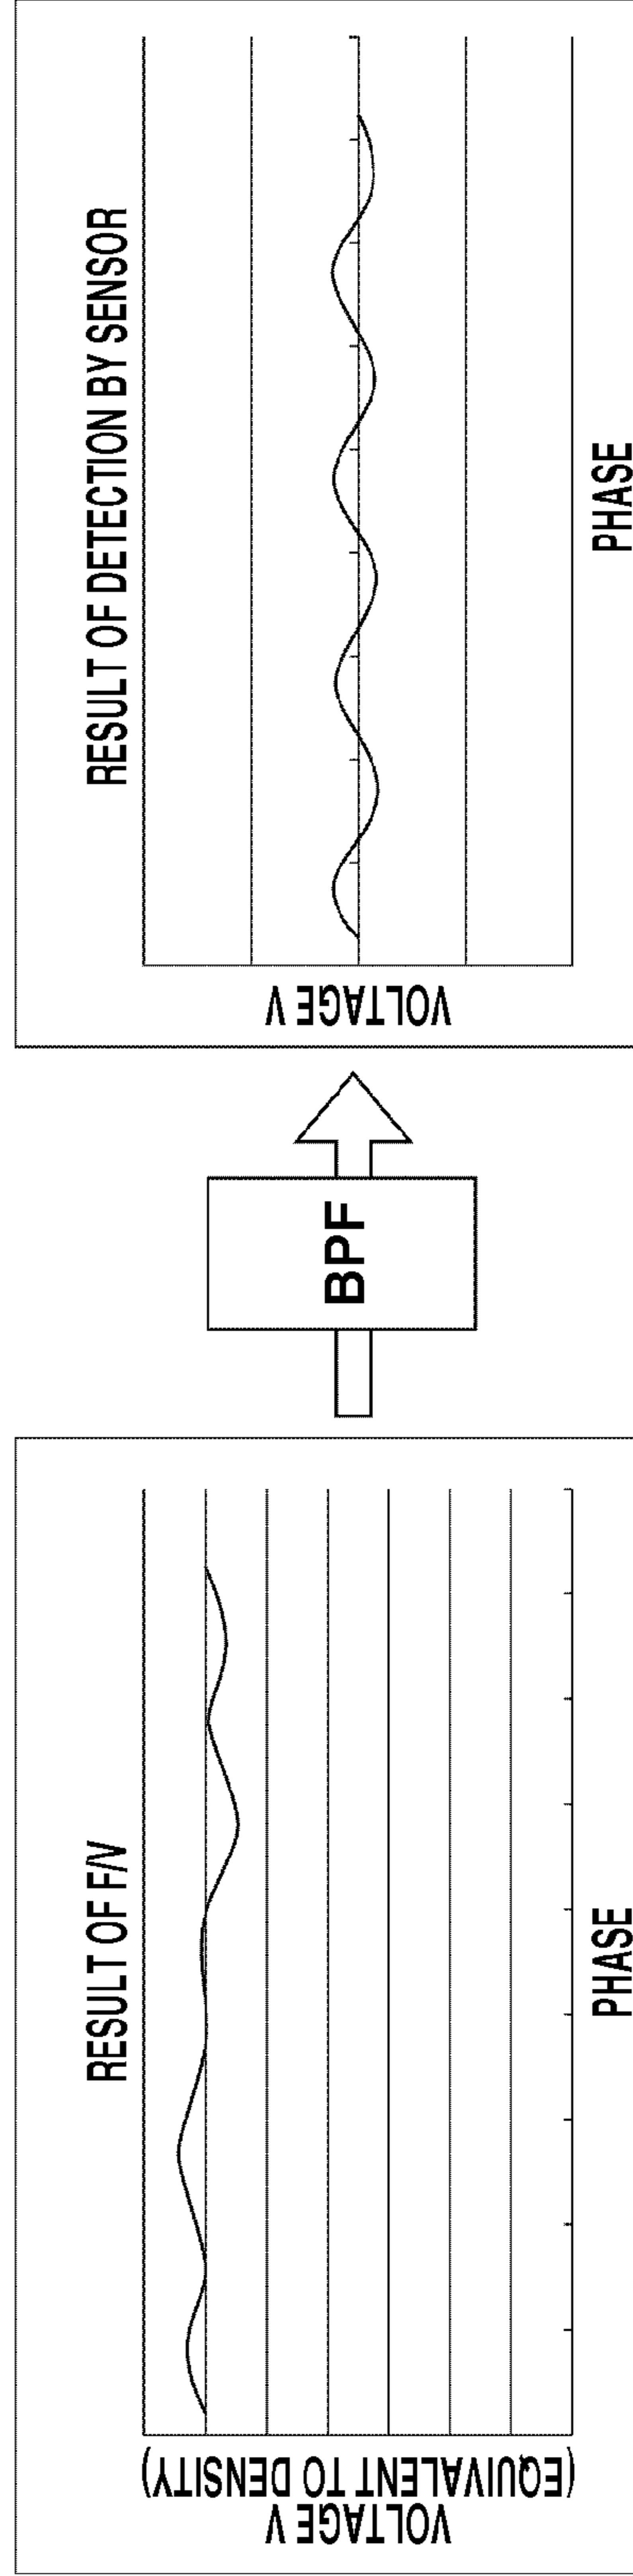 RESULT OF F/V
VOLTAGE V
(EQUIVALENT TO DENSITY)
PHASE
BPF
RESULT OF DETECTION BY SENSOR
VOLTAGE V
PHASE